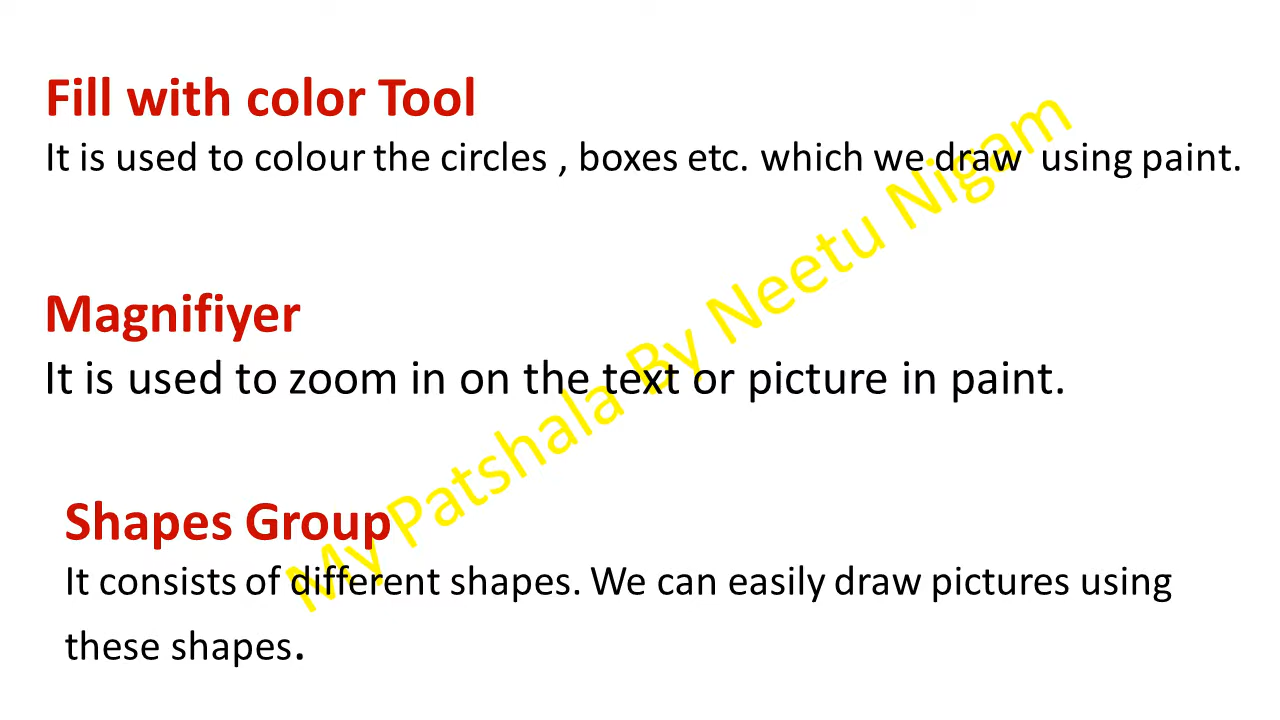 Fill with color Tool
It is used to colour the circles , boxes etc. which we draw using paint.
Magnifiyer
It is used to zoom in on the text or picture in paint.
Shapes Group
It consists of different shapes. We can easily draw pictures using
these shapes.
My Patshala By Neetu Nigam